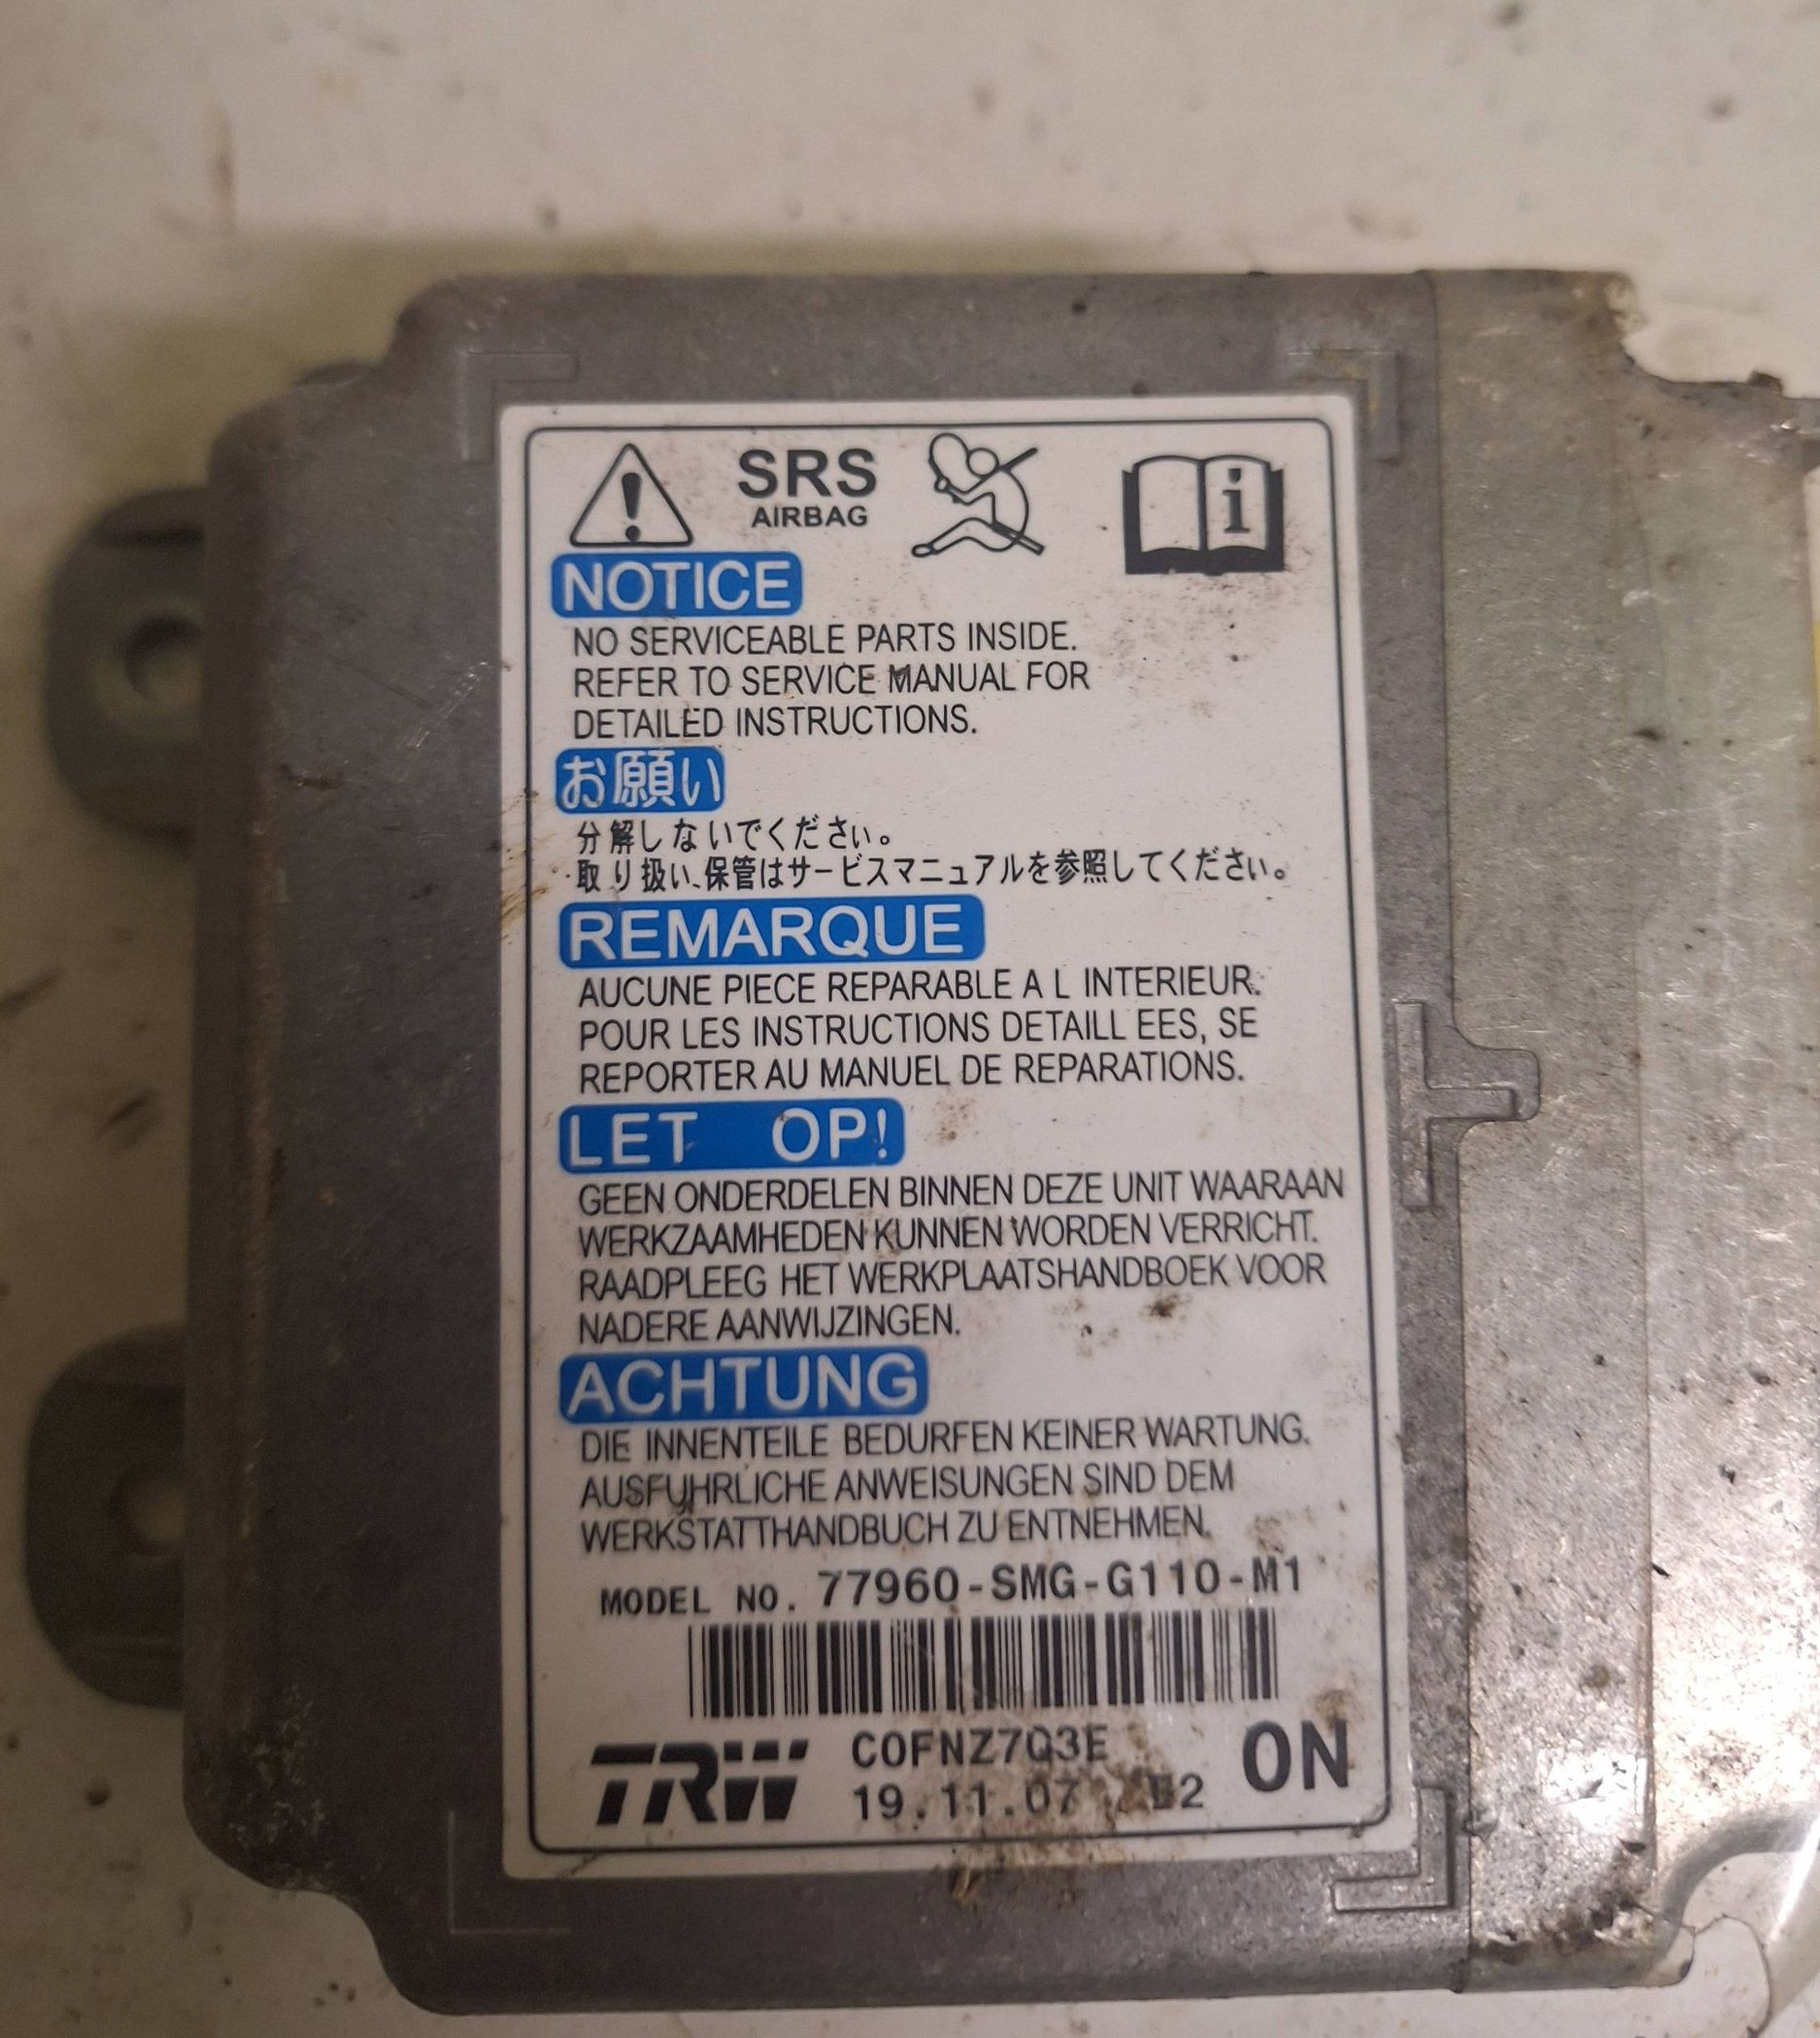 SRS
AIRBAG
i
NOTICE
NO SERVICEABLE PARTS INSIDE.
REFER TO SERVICE MANUAL FOR
DETAILED INSTRUCTIONS.
お願い
分解しないでください。
取り扱い、保管はサービスマニュアルを参照してください。
REMARQUE
AUCUNE PIECE REPARABLE A L INTERIEUR.
POUR LES INSTRUCTIONS DETAILL EES, SE
REPORTER AU MANUEL DE REPARATIONS.
LET OP!
GEEN ONDERDELEN BINNEN DEZE UNIT WAARAAN
WERKZAAMHEDEN KUNNEN WORDEN VERRICHT.
RAADPLEEG HET WERKPLAATSHANDBOEK VOOR
NADERE AANWIJZINGEN.
ACHTUNG
DIE INNENTEILE BEDURFEN KEINER WARTUNG.
AUSFUHRLICHE ANWEISUNGEN SIND DEM
WERKSTATTHANDBUCH ZU ENTNEHMEN.
MODEL NO. 77960-SMG-G110-M1
TRW C0FNZ7Q3E ON
19.11.07